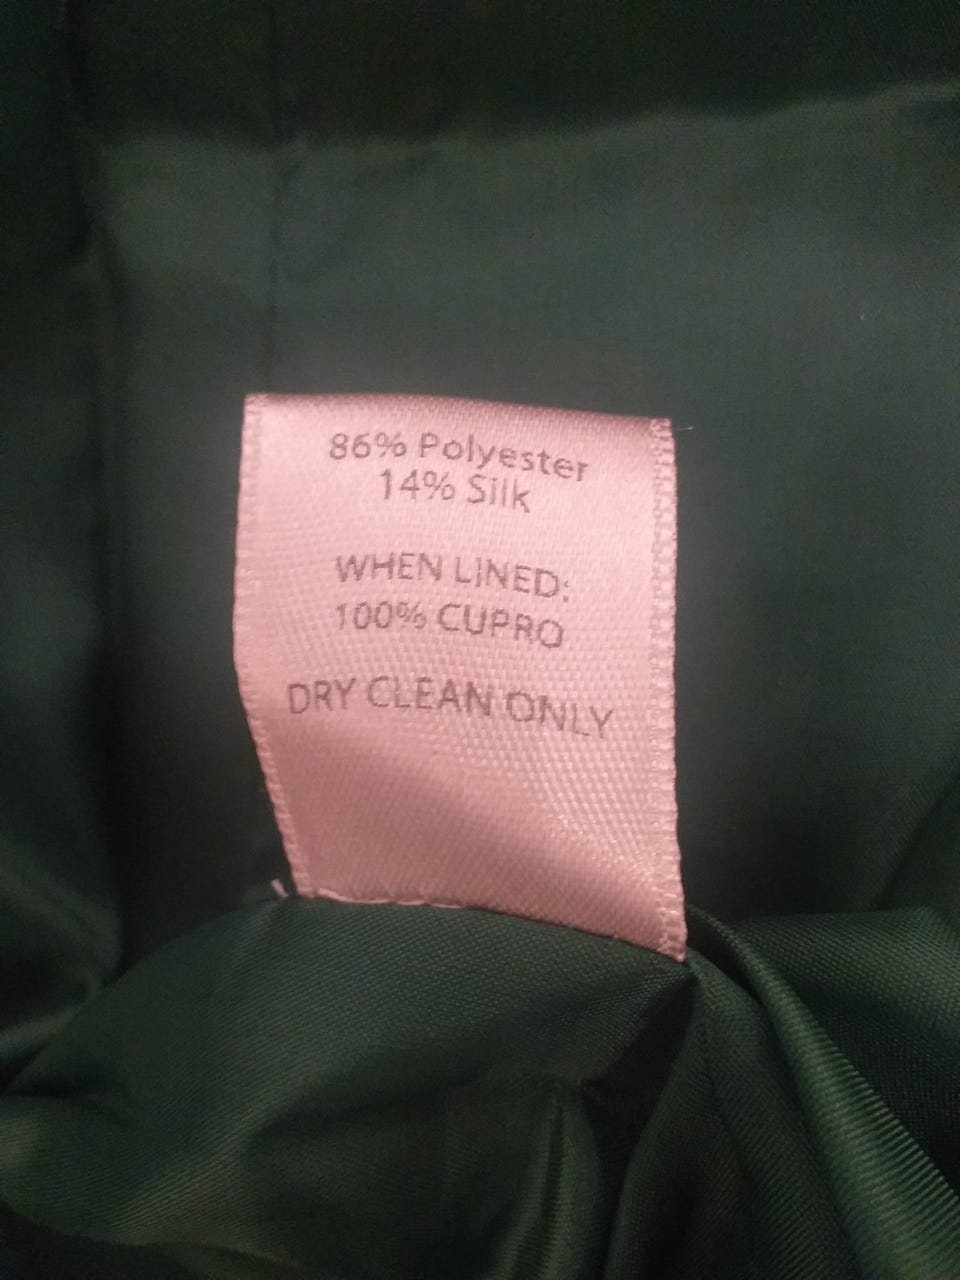 86% Polyester
14% Silk
WHEN LINED:
100% CUPRO
DRY CLEAN ONLY